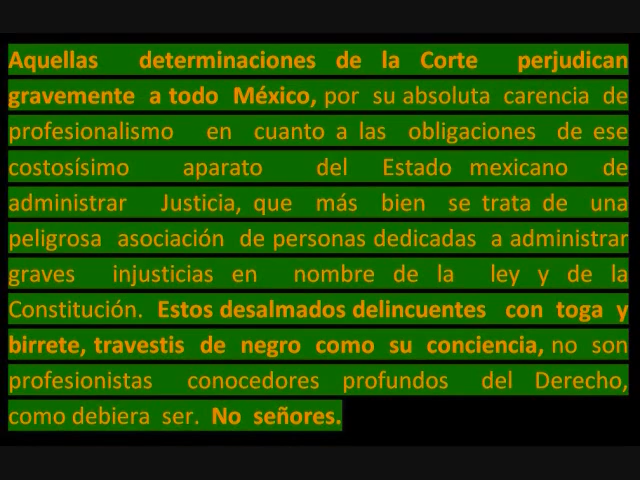 Aquellas determinaciones de la Corte perjudican
gravemente a todo México, por su absoluta carencia de
profesionalismo en cuanto a las obligaciones de ese
costosísimo aparato del Estado mexicano de
administrar Justicia, que más bien se trata de una
peligrosa asociación de personas dedicadas a administrar
graves injusticias en nombre de la ley y de la
Constitución. Estos desalmados delincuentes con toga y
birrete, travestis de negro como su conciencia, no son
profesionistas conocedores profundos del Derecho,
como debiera ser. No señores.